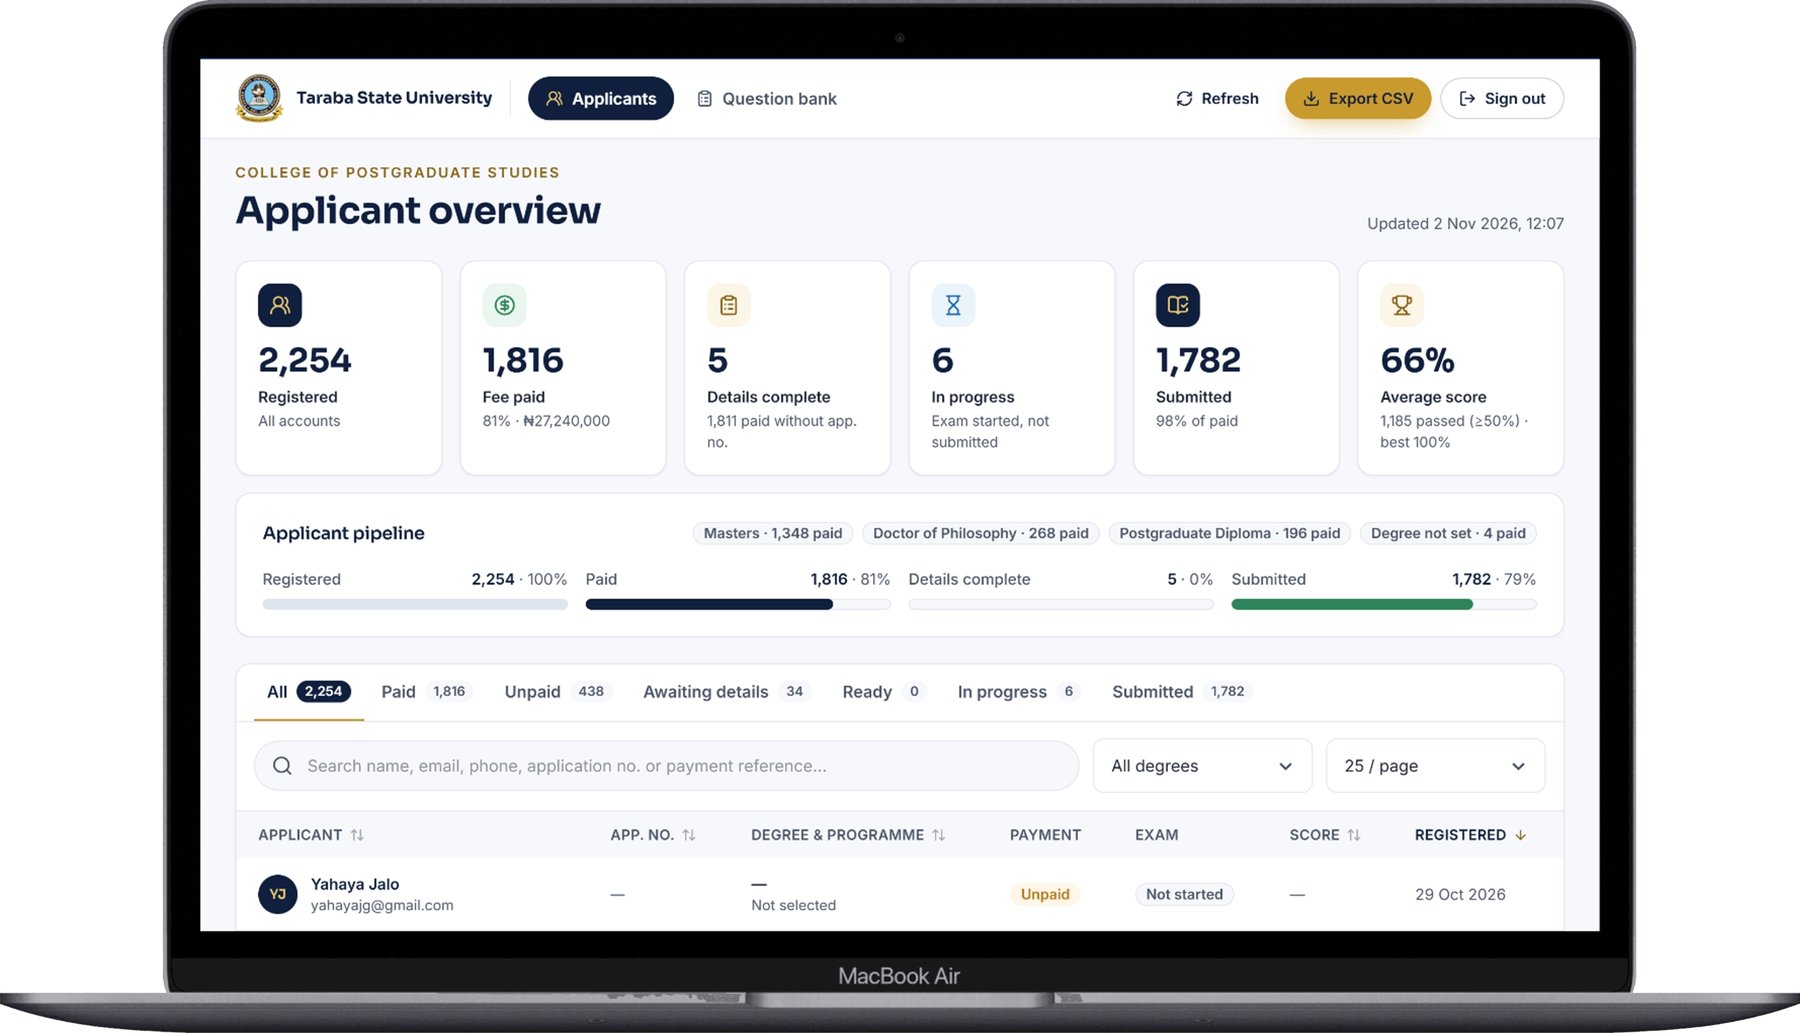 Taraba State University
Applicants
Question bank
Refresh
Export CSV
Sign out
COLLEGE OF POSTGRADUATE STUDIES
Applicant overview
Updated 2 Nov 2026, 12:07
2,254
Registered
All accounts
1,816
Fee paid
81% · ₦27,240,000
5
Details complete
1,811 paid without app.
no.
6
In progress
Exam started, not
submitted
1,782
Submitted
98% of paid
66%
Average score
1,185 passed (≥50%) ·
best 100%
Applicant pipeline
Masters · 1,348 paid
Doctor of Philosophy · 268 paid
Postgraduate Diploma · 196 paid
Degree not set · 4 paid
Registered 2,254 · 100%
Paid 1,816 · 81%
Details complete 5 · 0%
Submitted 1,782 · 79%
All 2,254
Paid 1,816
Unpaid 438
Awaiting details 34
Ready 0
In progress 6
Submitted 1,782
Search name, email, phone, application no. or payment reference...
All degrees
25 / page
APPLICANT APP. NO. DEGREE & PROGRAMME PAYMENT EXAM SCORE REGISTERED
YJ
Yahaya Jalo
yahayajg@gmail.com
—
—
Not selected
Unpaid
Not started
—
29 Oct 2026
MacBook Air